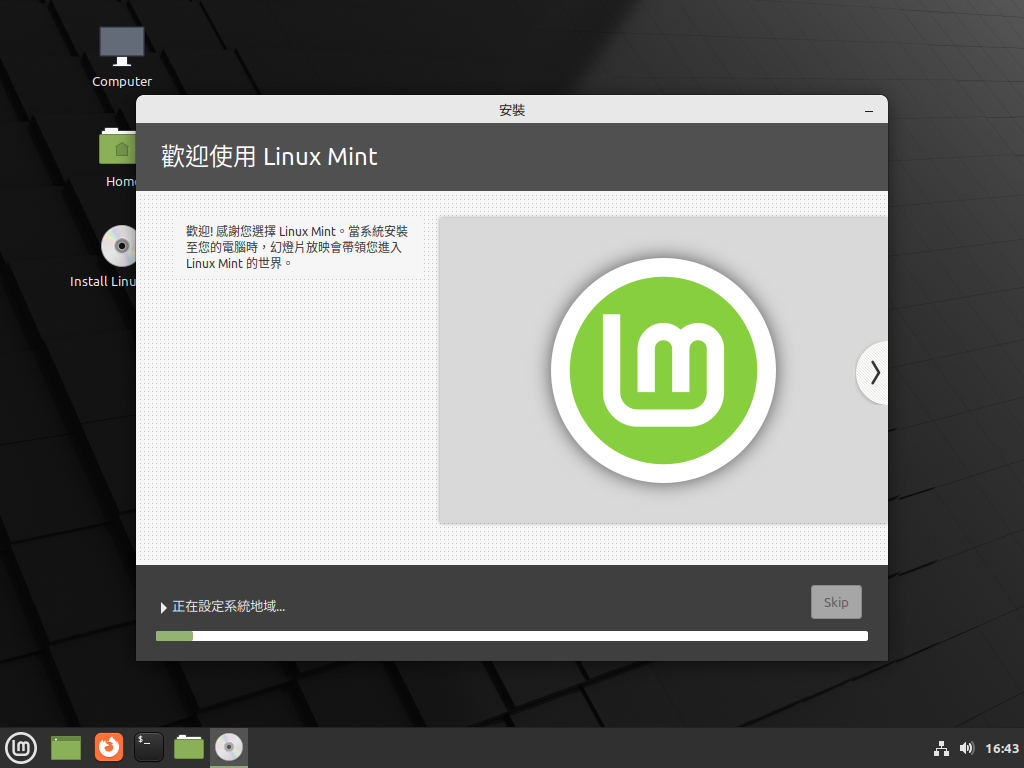 Computer
安裝
歡迎使用 Linux Mint
Hom
歡迎! 感謝您選擇 Linux Mint。當系統安裝
至您的電腦時，幻燈片放映會帶領您進入
Linux Mint 的世界。
Install Linu
正在設定系統地域...
Skip
16:43